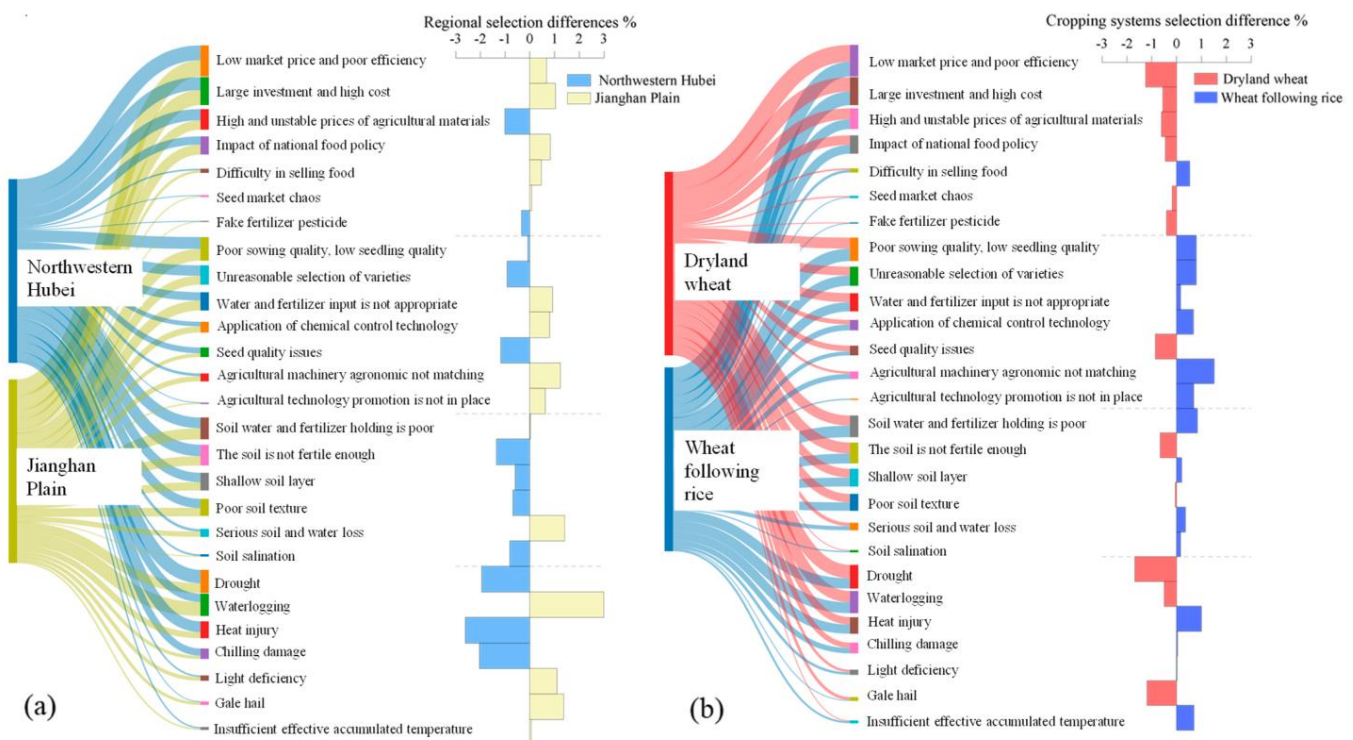 Regional selection differences %
-3 -2 -1 0 1 2 3
Northwestern Hubei
Jianghan Plain
Low market price and poor efficiency
Large investment and high cost
High and unstable prices of agricultural materials
Impact of national food policy
Difficulty in selling food
Seed market chaos
Fake fertilizer pesticide
Poor sowing quality, low seedling quality
Unreasonable selection of varieties
Water and fertilizer input is not appropriate
Application of chemical control technology
Seed quality issues
Agricultural machinery agronomic not matching
Agricultural technology promotion is not in place
Soil water and fertilizer holding is poor
The soil is not fertile enough
Shallow soil layer
Poor soil texture
Serious soil and water loss
Soil salination
Drought
Waterlogging
Heat injury
Chilling damage
Light deficiency
Gale hail
Insufficient effective accumulated temperature
Northwestern
Hubei
Jianghan
Plain
(a)
Cropping systems selection difference %
-3 -2 -1 0 1 2 3
Dryland wheat
Wheat following rice
Low market price and poor efficiency
Large investment and high cost
High and unstable prices of agricultural materials
Impact of national food policy
Difficulty in selling food
Seed market chaos
Fake fertilizer pesticide
Poor sowing quality, low seedling quality
Unreasonable selection of varieties
Water and fertilizer input is not appropriate
Application of chemical control technology
Seed quality issues
Agricultural machinery agronomic not matching
Agricultural technology promotion is not in place
Soil water and fertilizer holding is poor
The soil is not fertile enough
Shallow soil layer
Poor soil texture
Serious soil and water loss
Soil salination
Drought
Waterlogging
Heat injury
Chilling damage
Light deficiency
Gale hail
Insufficient effective accumulated temperature
Dryland
wheat
Wheat
following
rice
(b)